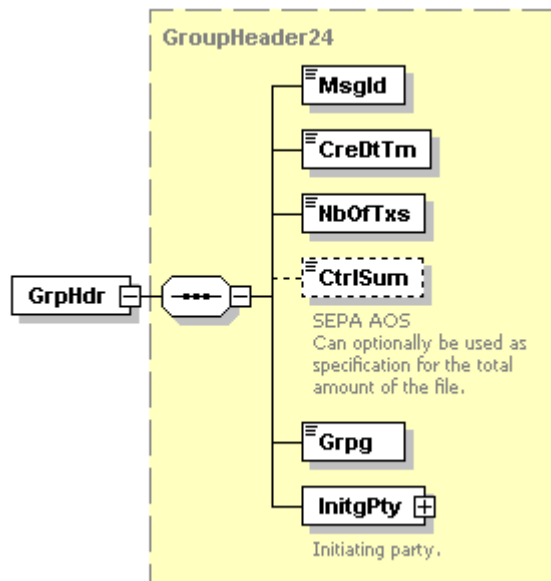 GroupHeader24
MsgId
CreDtTm
NbOfTxs
CtrlSum
SEPA AOS
Can optionally be used as
specification for the total
amount of the file.
GrpHdr
Grpg
InitgPty
Initiating party.